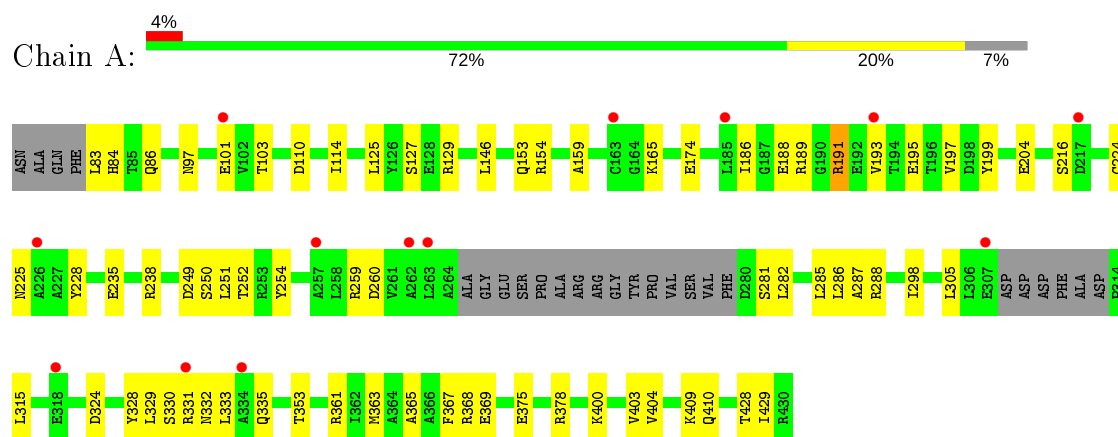 4%
Chain A:
72% 20% 7%
ASN ALA GLN PHE L83 H84 T85 Q86 N97 E101 V102 T103 D110 I114 L125 Y126 S127 E128 R129 L146 Q153 R154 A159 C163 G164 K165 E174 L185 I186 G187 E188 R189 G190 R191 E192 V193 T194 E195 T196 V197 D198 Y199 E204 S216 D217 C224
N225 A226 A227 Y228 E235 R238 D249 S250 L251 T252 R253 Y254 A257 L258 R259 D260 V261 A262 L263 A264 ALA GLY GLU SER PRO ALA ARG ARG GLY TYR PRO VAL SER VAL PHE D280 S281 L282 L285 L286 A287 R288 I298 L305 L306 E307 ASP ASP ASP PHE ALA ASP P314
L315 E318 D324 Y328 L329 S330 R331 N332 L333 A334 Q335 T353 R361 I362 M363 A364 A365 A366 F367 R368 E369 E375 R378 K400 V403 V404 K409 Q410 T428 I429 R430